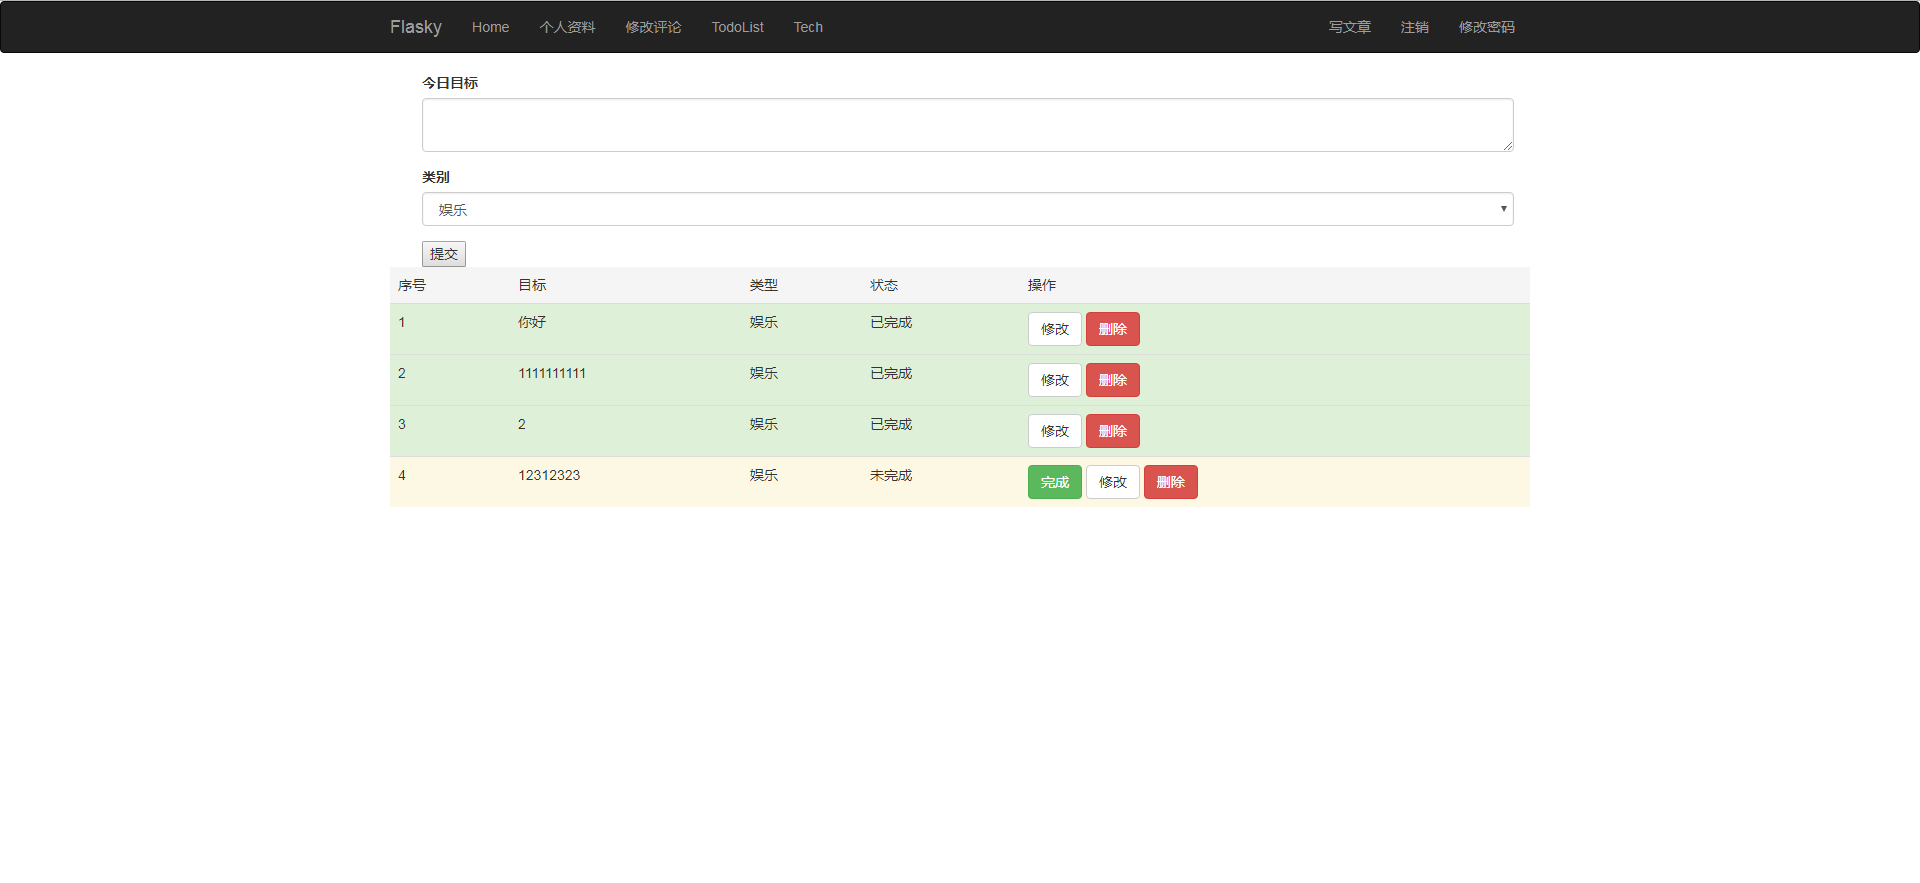 Flasky Home 个人资料 修改评论 TodoList Tech 写文章 注销 修改密码
今日目标
类别
娱乐
提交
序号 目标 类型 状态 操作
1 你好 娱乐 已完成 修改 删除
2 1111111111 娱乐 已完成 修改 删除
3 2 娱乐 已完成 修改 删除
4 12312323 娱乐 未完成 完成 修改 删除